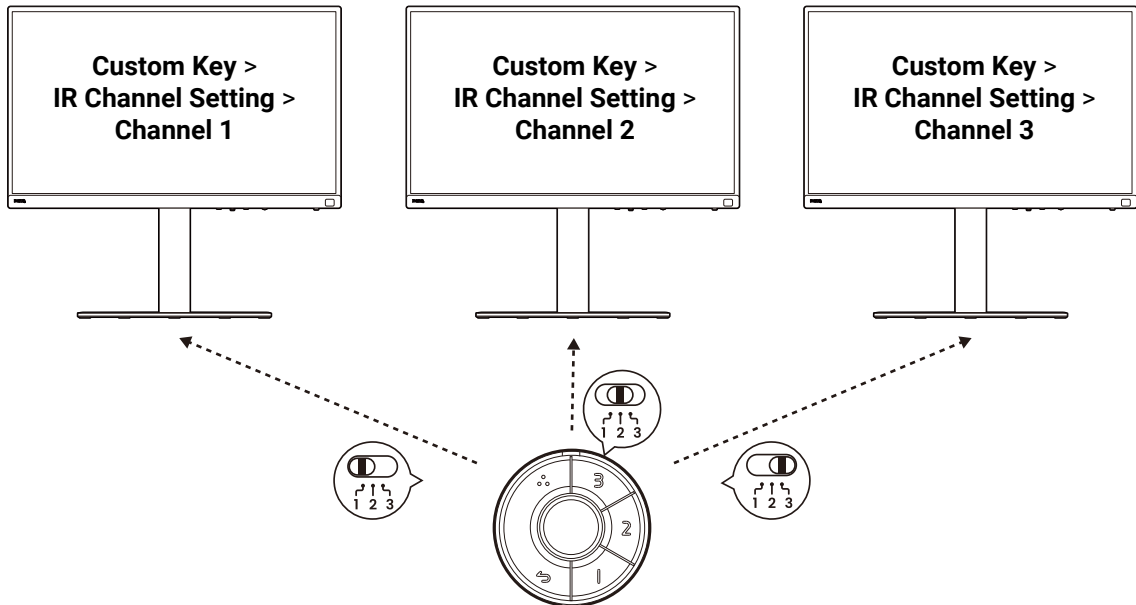 Custom Key >
IR Channel Setting >
Channel 1
Custom Key >
IR Channel Setting >
Channel 2
Custom Key >
IR Channel Setting >
Channel 3
1 2 3
1 2 3
1 2 3
3
2
1